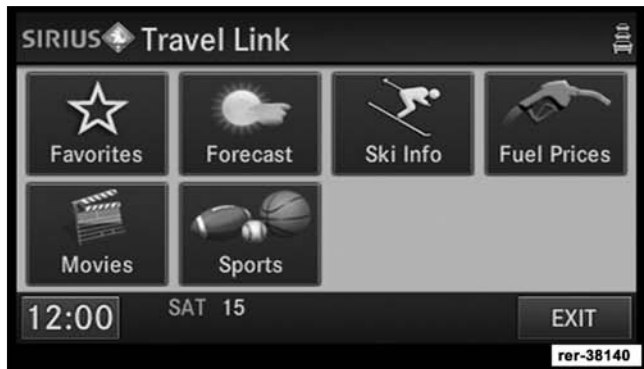 SIRIUS Travel Link
Favorites Forecast Ski Info Fuel Prices
Movies Sports
12:00 SAT 15 EXIT
rer-38140